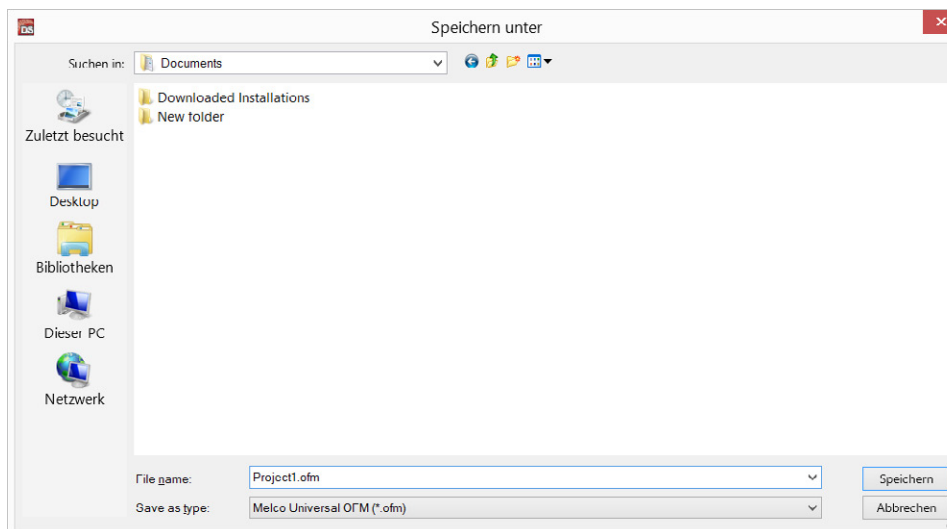 DS
Speichern unter
Suchen in:
Documents
Downloaded Installations
New folder
Zuletzt besucht
Desktop
Bibliotheken
Dieser PC
Netzwerk
File name:
Project1.ofm
Speichern
Save as type:
Melco Universal OFM (*.ofm)
Abbrechen